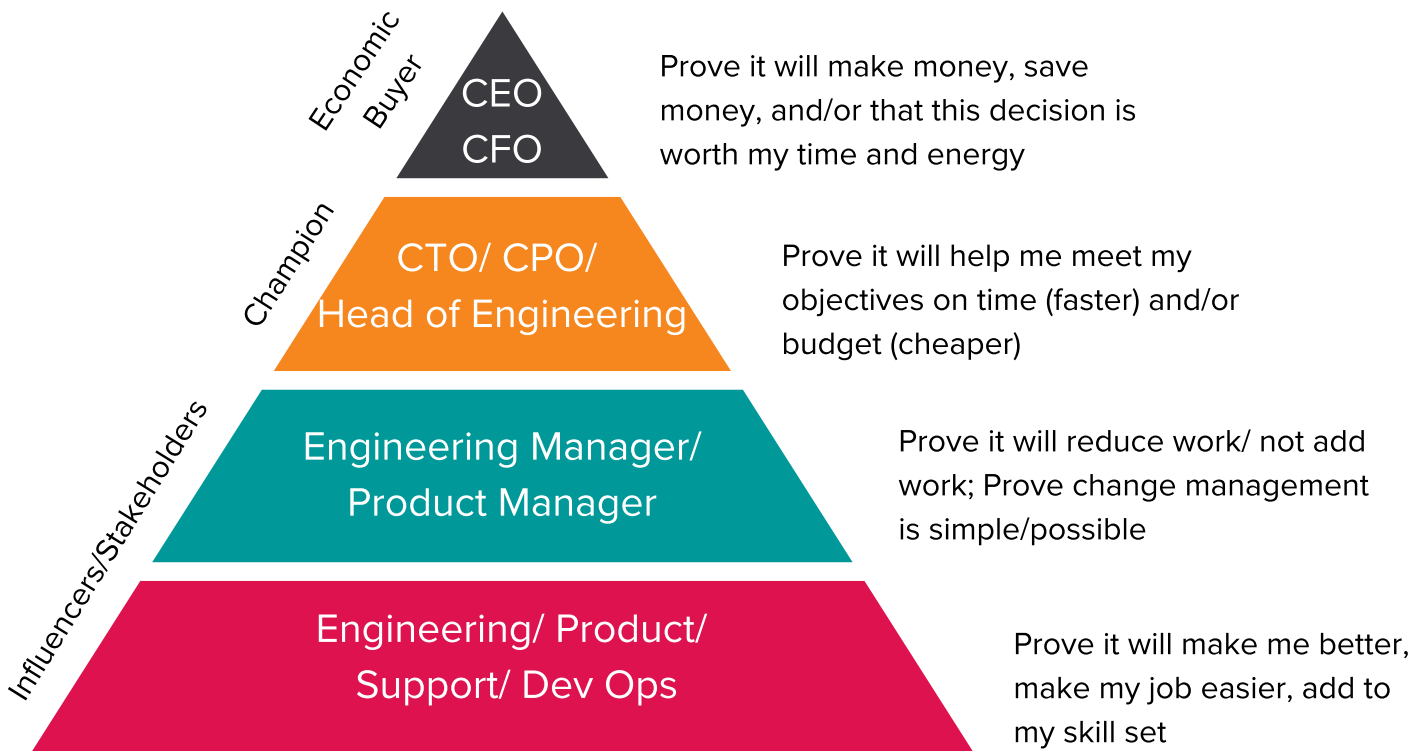 Economic
Buyer
CEO
CFO
Prove it will make money, save
money, and/or that this decision is
worth my time and energy
Champion
CTO/ CPO/
Head of Engineering
Prove it will help me meet my
objectives on time (faster) and/or
budget (cheaper)
Influencers/Stakeholders
Engineering Manager/
Product Manager
Prove it will reduce work/ not add
work; Prove change management
is simple/possible
Engineering/ Product/
Support/ Dev Ops
Prove it will make me better,
make my job easier, add to
my skill set